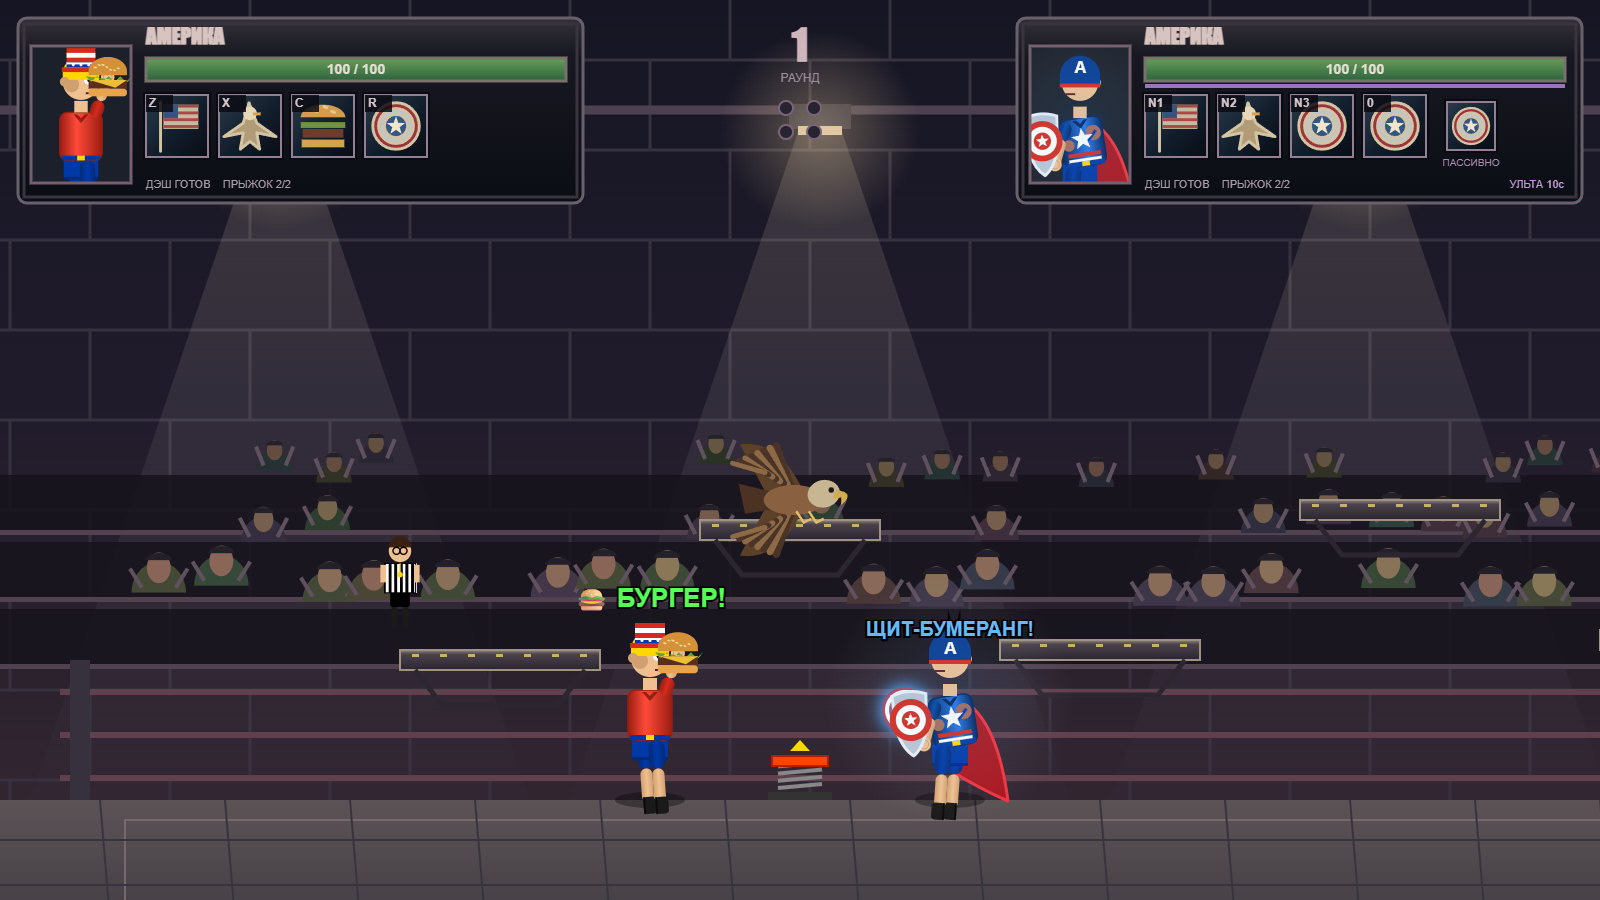 АМЕРИКА
100 / 100
Z X C R
ДЭШ ГОТОВ ПРЫЖОК 2/2
1
РАУНД
АМЕРИКА
100 / 100
N1 N2 N3 0
ПАССИВНО
ДЭШ ГОТОВ ПРЫЖОК 2/2 УЛЬТА 10с
A
БУРГЕР!
ЩИТ-БУМЕРАНГ!
A